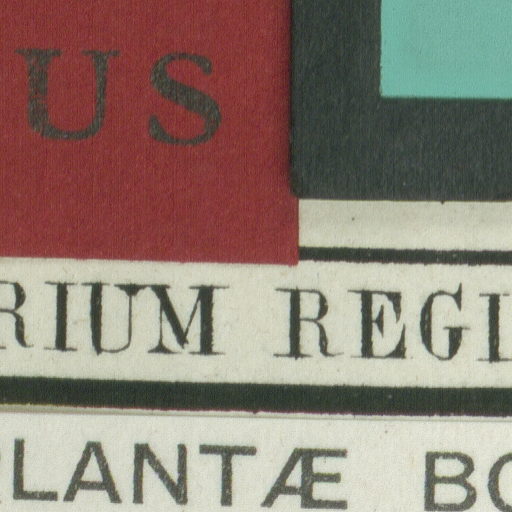 US
RIUM REGI
LANTÆ BO